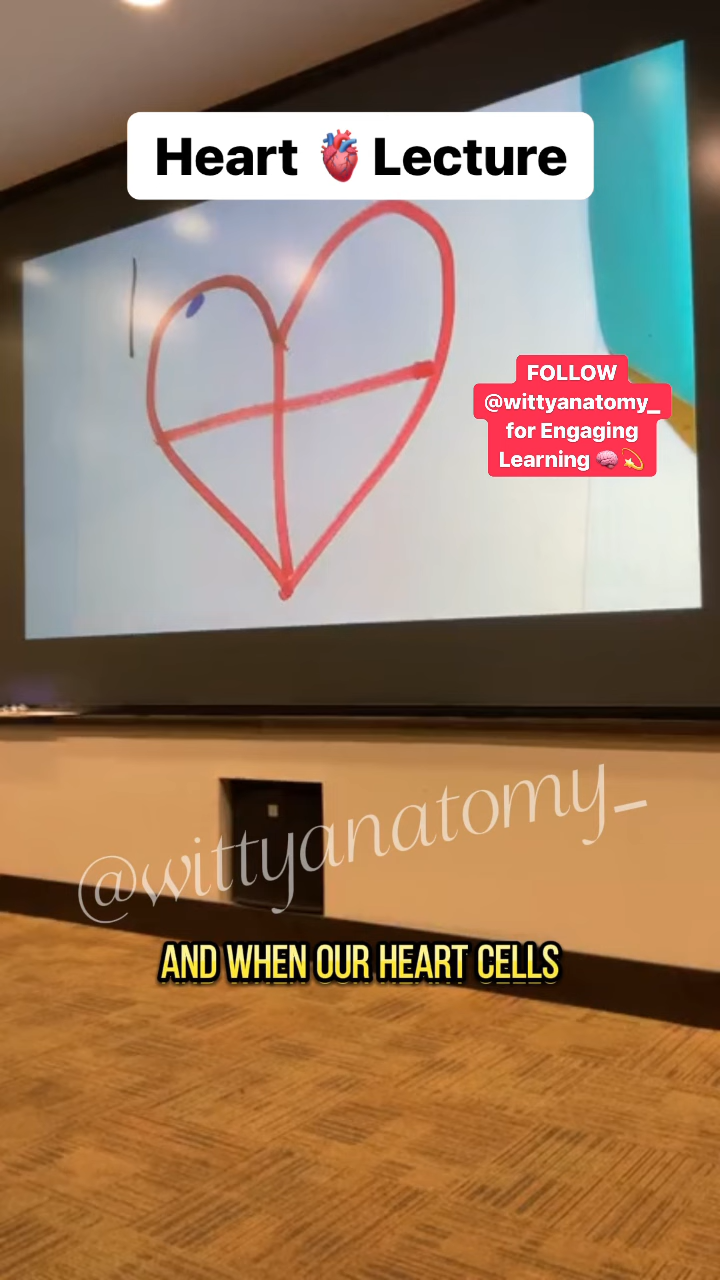 Heart 🫀 Lecture
FOLLOW
@wittyanatomy_
for Engaging
Learning 🧠💫
@wittyanatomy_
AND WHEN OUR HEART CELLS